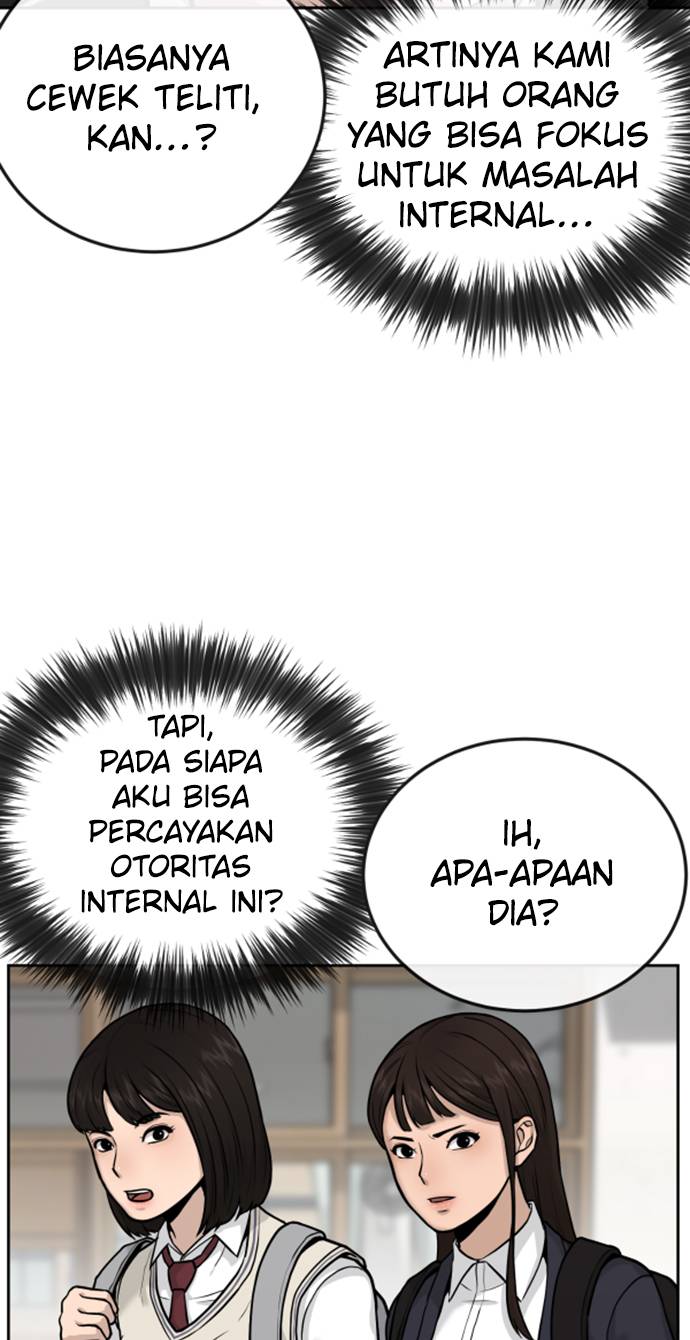 BIASANYA
CEWEK TELITI,
KAN...?
ARTINYA KAMI
BUTUH ORANG
YANG BISA FOKUS
UNTUK MASALAH
INTERNAL...
TAPI,
PADA SIAPA
AKU BISA
PERCAYAKAN
OTORITAS
INTERNAL INI?
IH,
APA-APAAN
DIA?